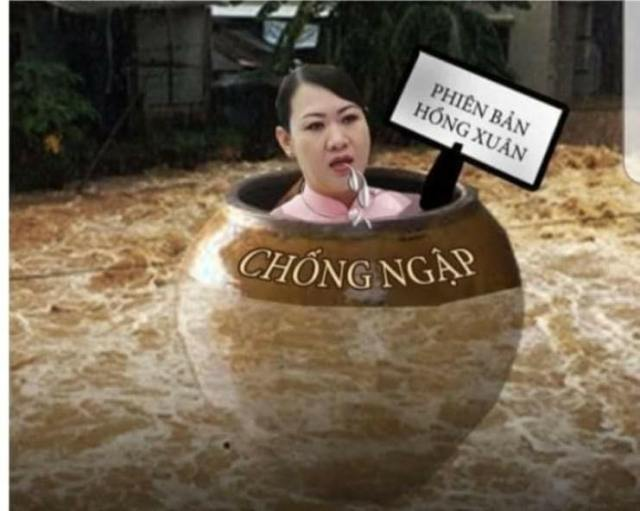 PHIÊN BẢN
HỒNG XUÂN
CHỐNG NGẬP